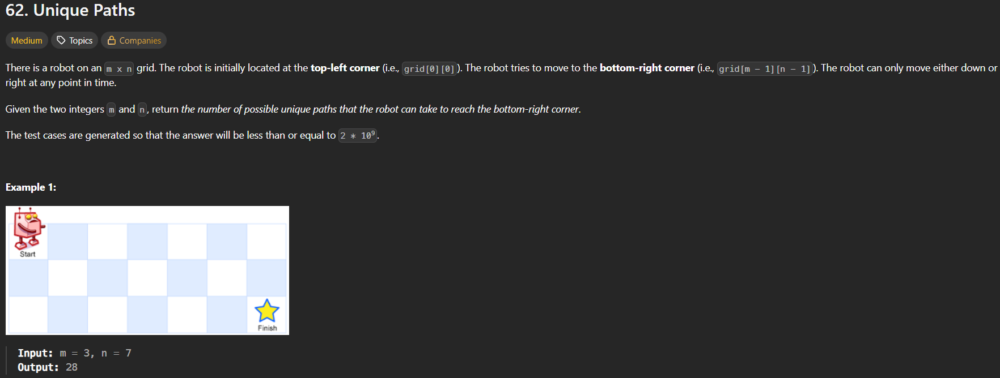 62. Unique Paths
Medium Topics Companies
There is a robot on an m x n grid. The robot is initially located at the top-left corner (i.e., grid[0][0]). The robot tries to move to the bottom-right corner (i.e., grid[m - 1][n - 1]). The robot can only move either down or
right at any point in time.
Given the two integers m and n, return the number of possible unique paths that the robot can take to reach the bottom-right corner.
The test cases are generated so that the answer will be less than or equal to 2 * 10⁹.
Example 1:
Start
Finish
Input: m = 3, n = 7
Output: 28